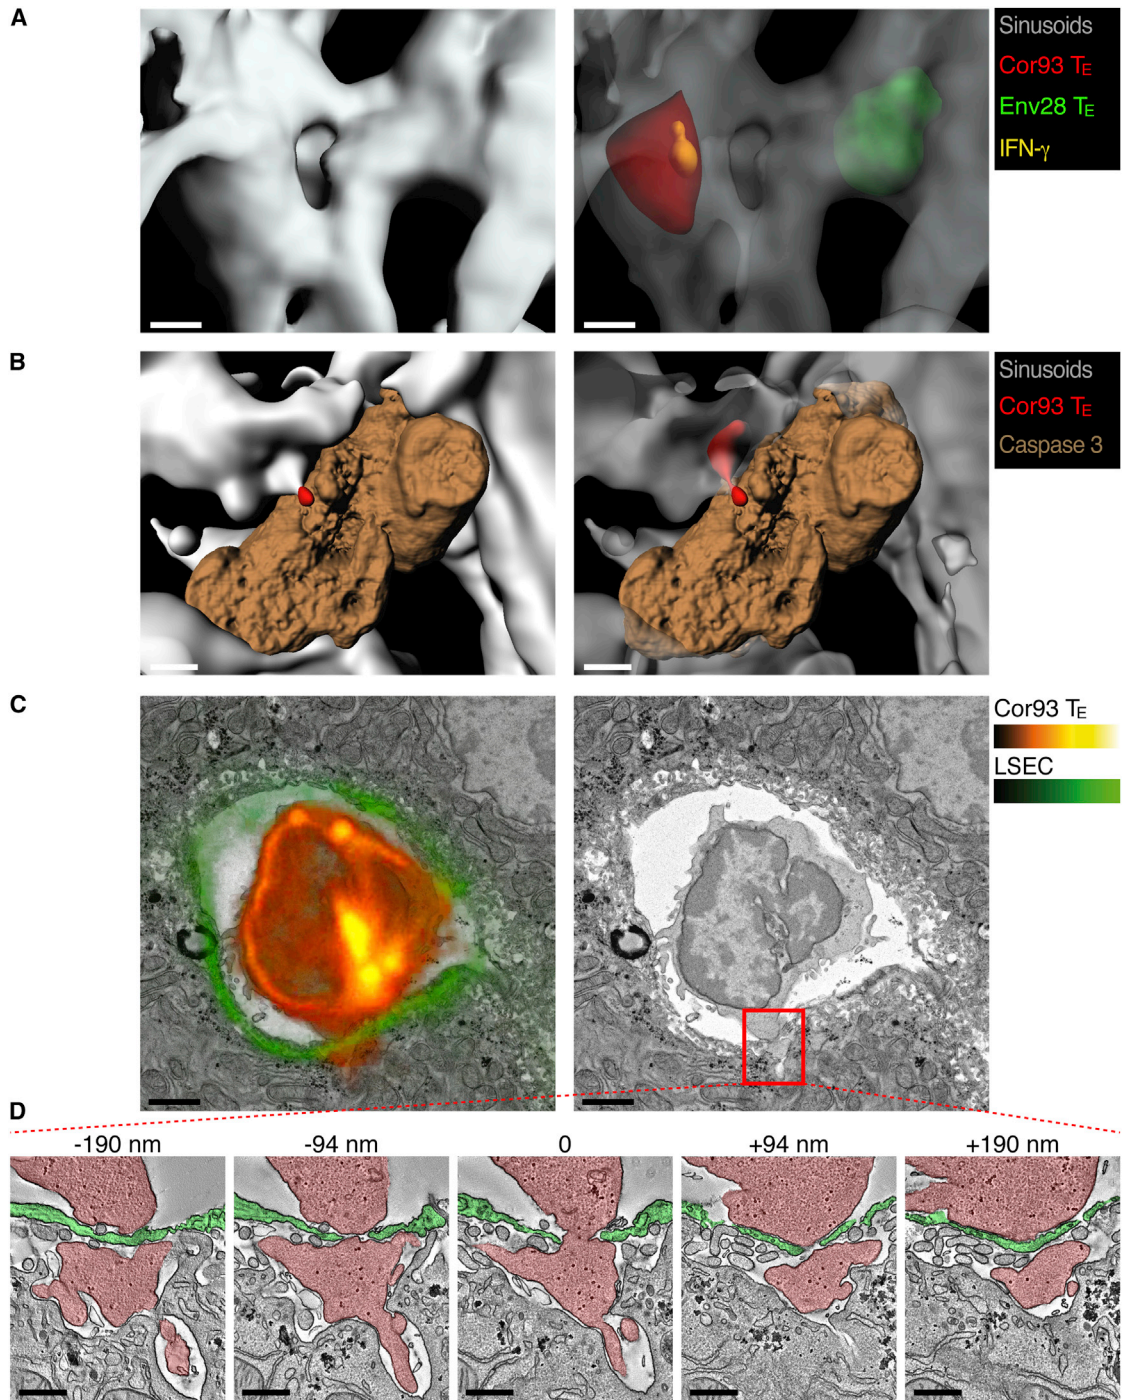 A
Sinusoids
Cor93 TE
Env28 TE
IFN-γ
B
Sinusoids
Cor93 TE
Caspase 3
C
Cor93 TE
LSEC
D
-190 nm
-94 nm
0
+94 nm
+190 nm